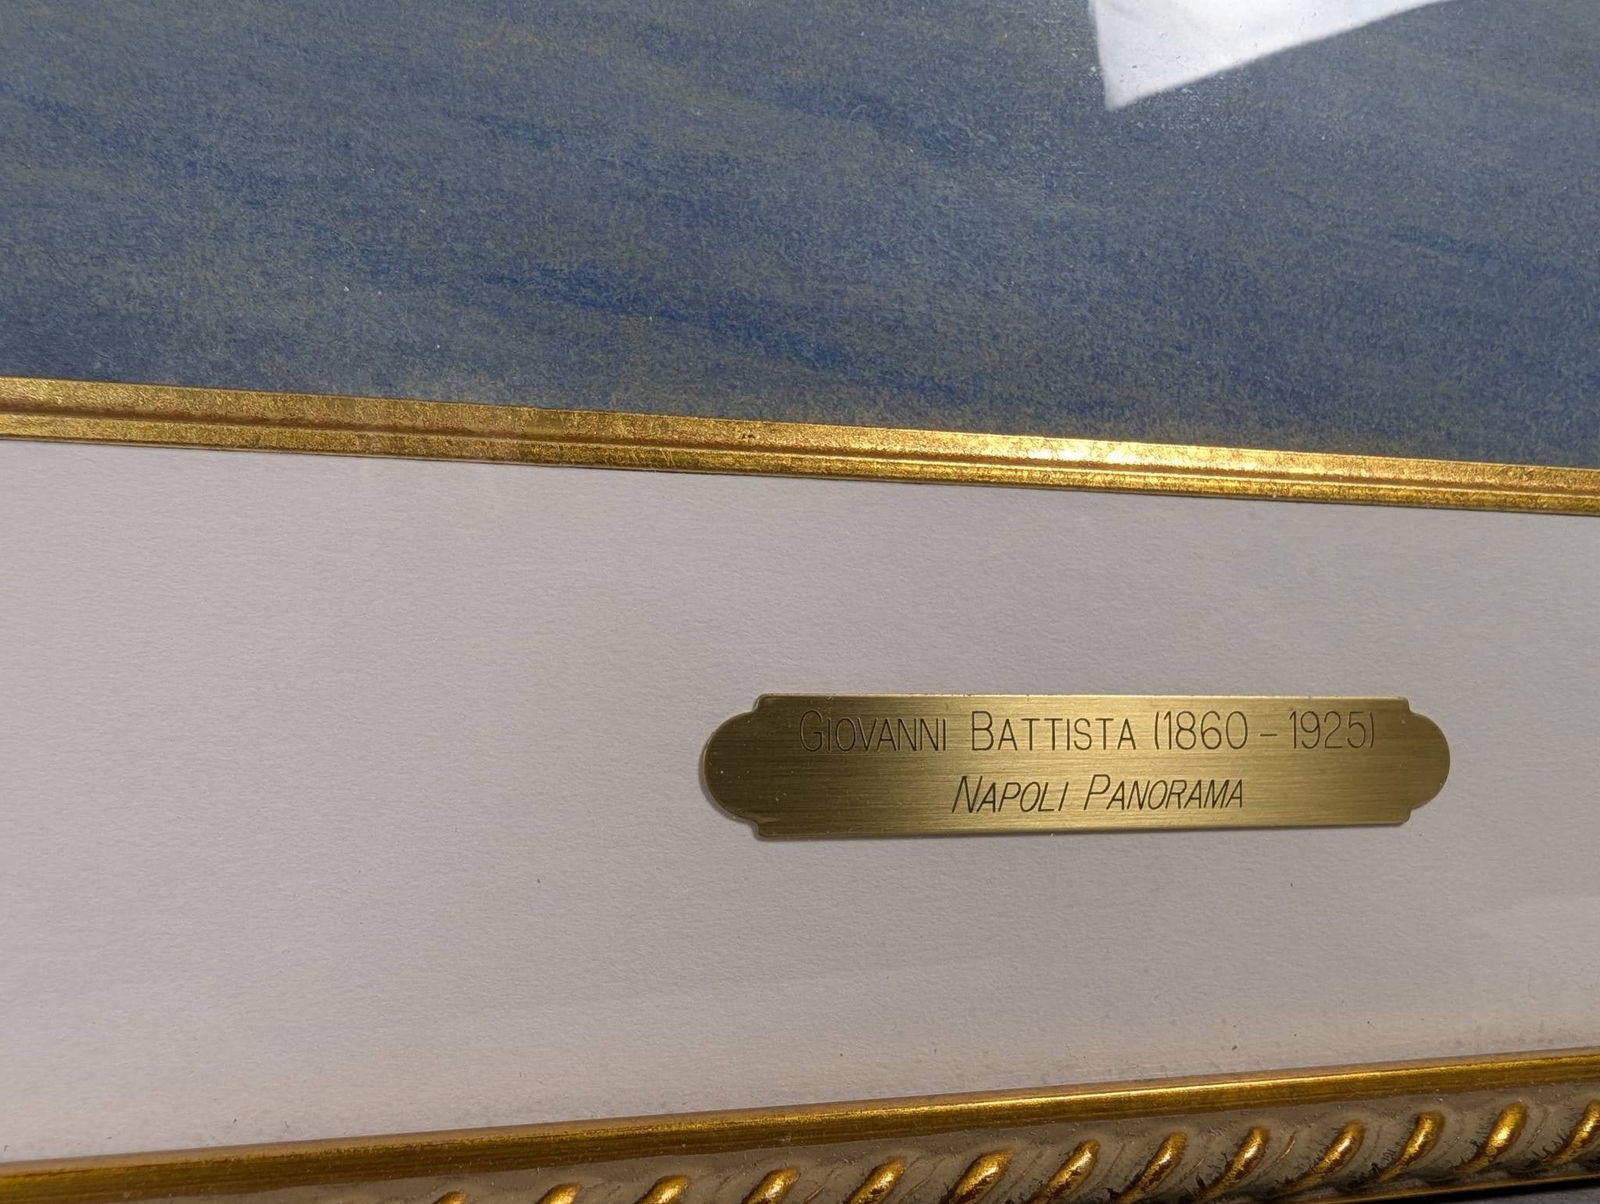 Giovanni Battista (1860 – 1925)
Napoli Panorama